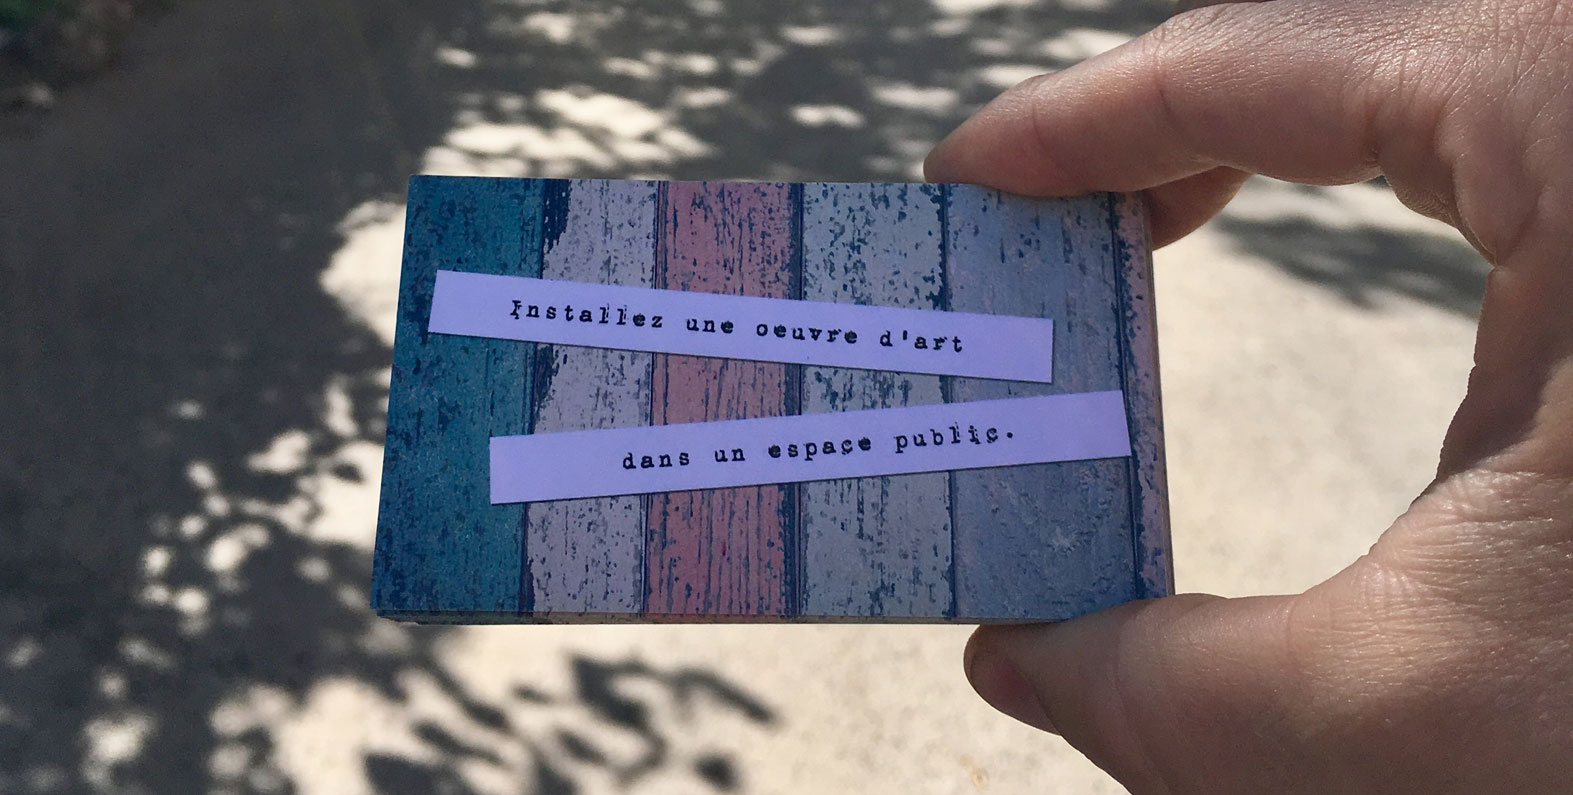 Installez une oeuvre d'art
dans un espace public.